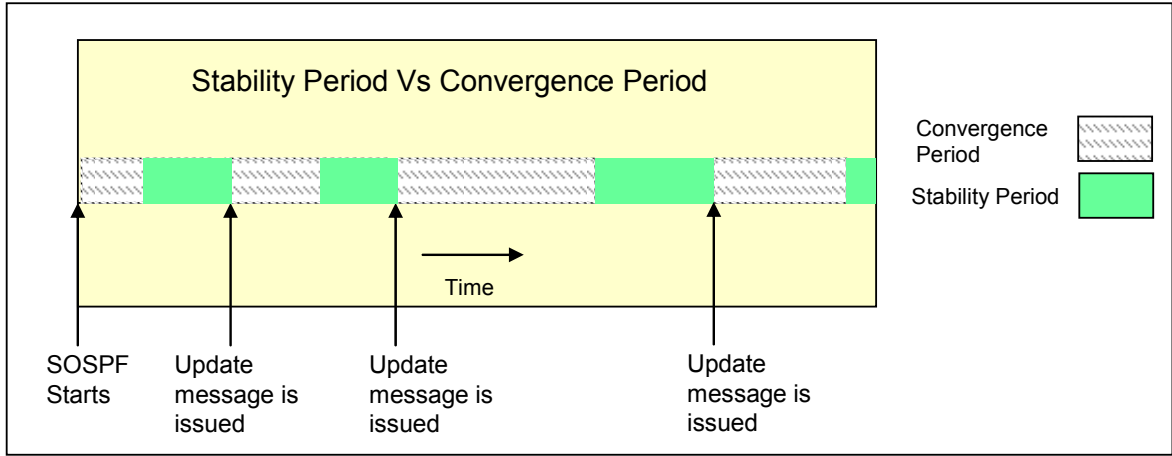 Stability Period Vs Convergence Period
Convergence
Period
Stability Period
Time
SOSPF
Starts
Update
message is
issued
Update
message is
issued
Update
message is
issued